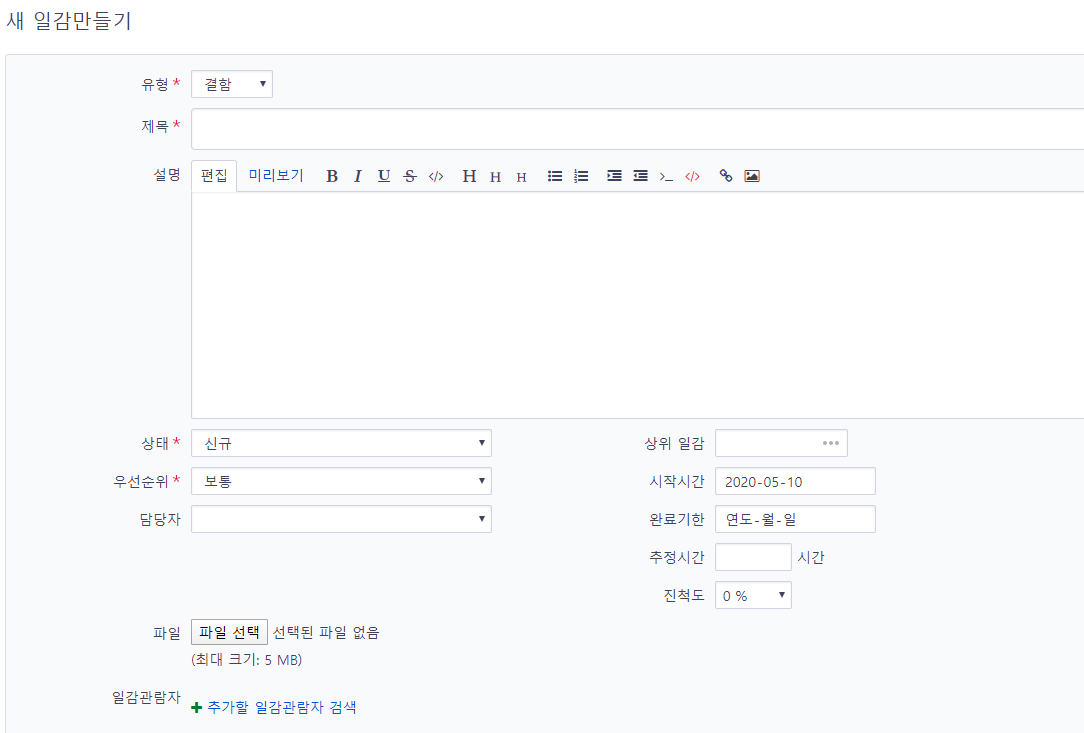 새 일감만들기
유형 * 결함
제목 *
설명 편집 미리보기 B I U S </> H H H >_ </>
상태 * 신규 상위 일감
우선순위 * 보통 시작시간 2020-05-10
담당자 완료기한 연도-월-일
추정시간 시간
진척도 0 %
파일 파일 선택 선택된 파일 없음
(최대 크기: 5 MB)
일감관람자
추가할 일감관람자 검색